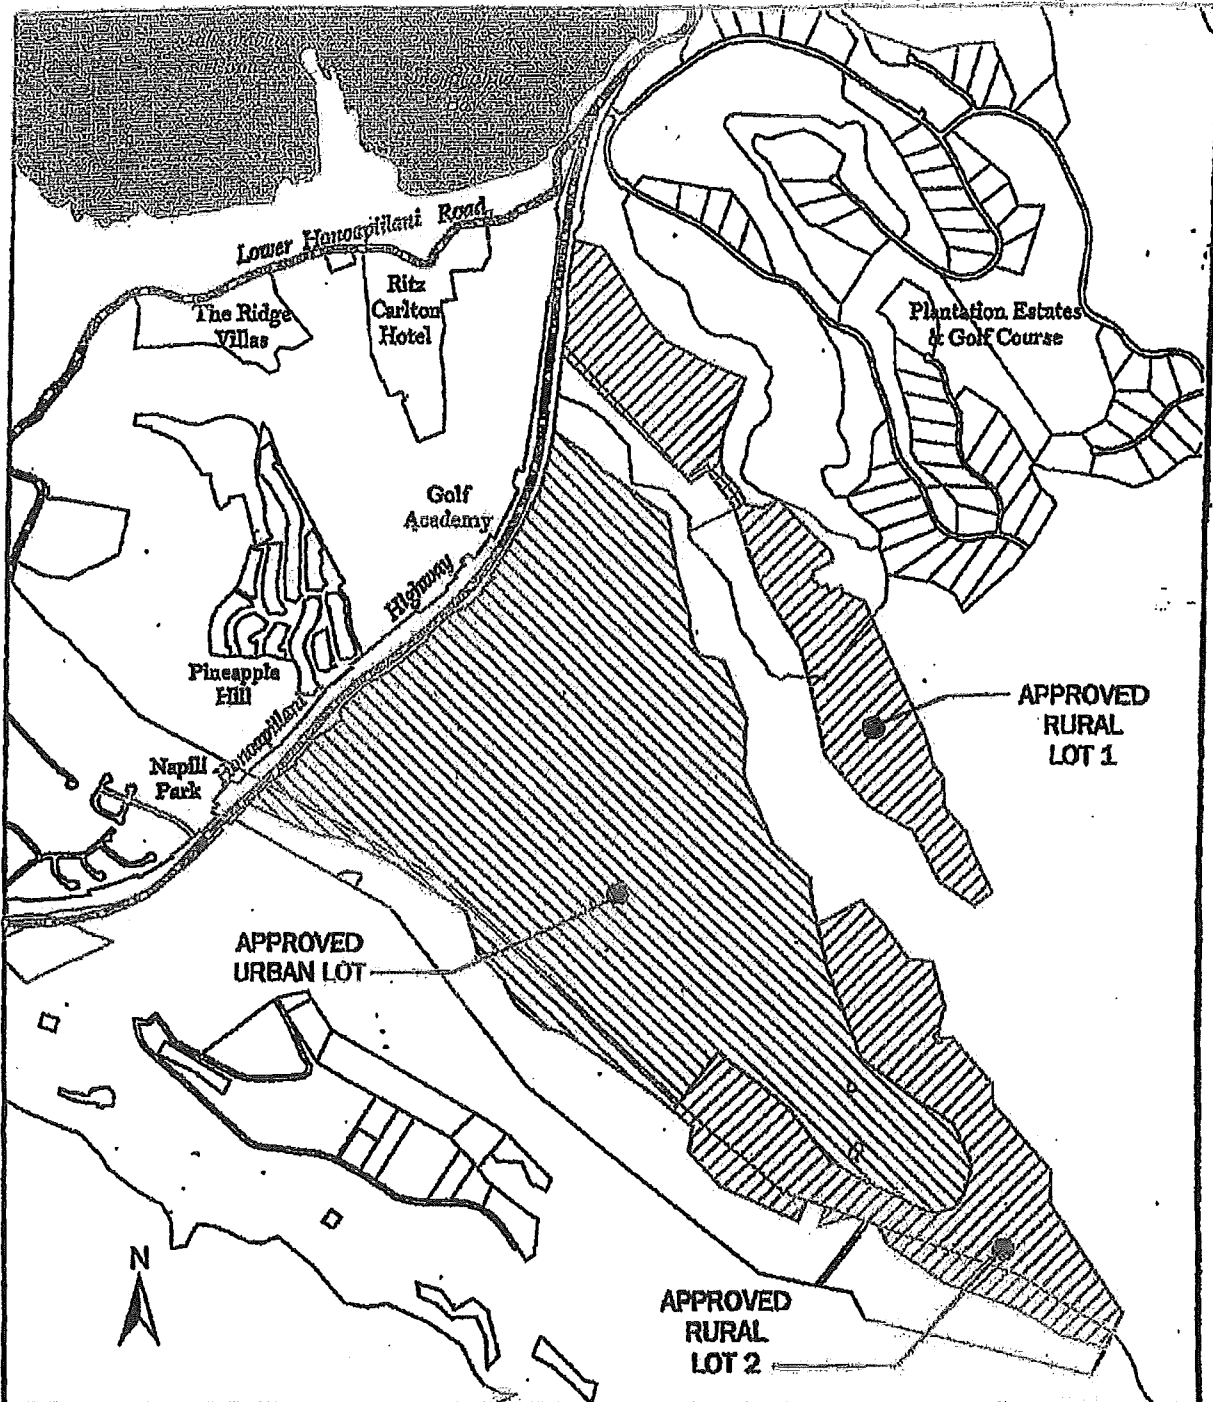 Lower Honoapiilani Road
The Ridge
Villas
Ritz
Carlton
Hotel
Plantation Estates
& Golf Course
Golf
Academy
Honoapiilani Highway
Pineapple
Hill
Napili
Park
APPROVED
RURAL
LOT 1
APPROVED
URBAN LOT
N
APPROVED
RURAL
LOT 2